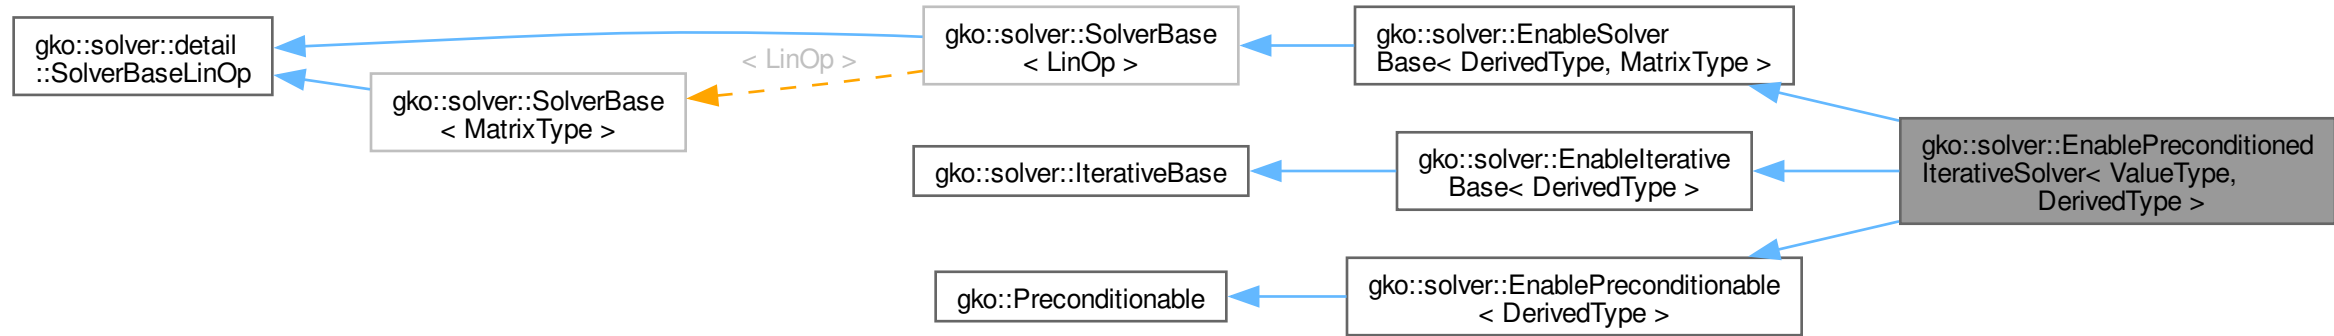 gko::solver::detail
::SolverBaseLinOp
gko::solver::SolverBase
< MatrixType >
< LinOp >
gko::solver::SolverBase
< LinOp >
gko::solver::EnableSolver
Base< DerivedType, MatrixType >
gko::solver::IterativeBase
gko::solver::EnableIterative
Base< DerivedType >
gko::solver::EnablePreconditioned
IterativeSolver< ValueType,
DerivedType >
gko::Preconditionable
gko::solver::EnablePreconditionable
< DerivedType >